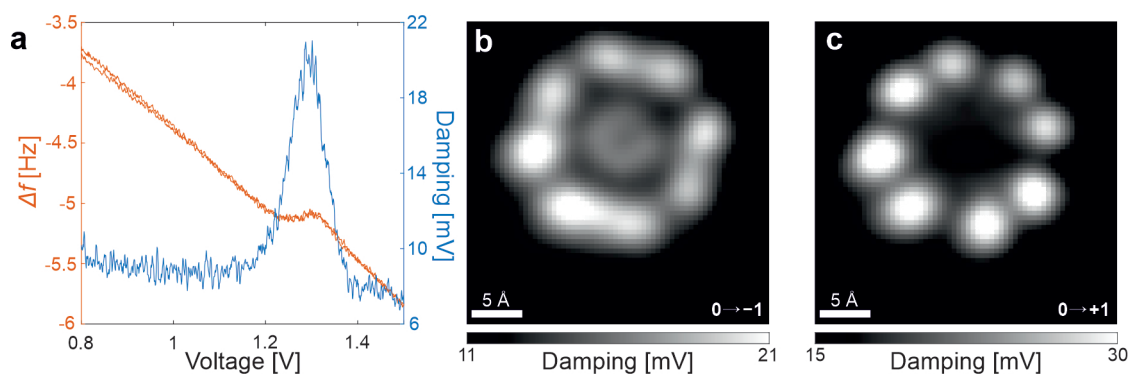 a
-3.5
-4
-4.5
-5
-5.5
-6
Δf [Hz]
22
18
14
10
6
Damping [mV]
0.8
1
1.2
1.4
Voltage [V]
b
5 Å
0→−1
11
21
Damping [mV]
c
5 Å
0→+1
15
30
Damping [mV]